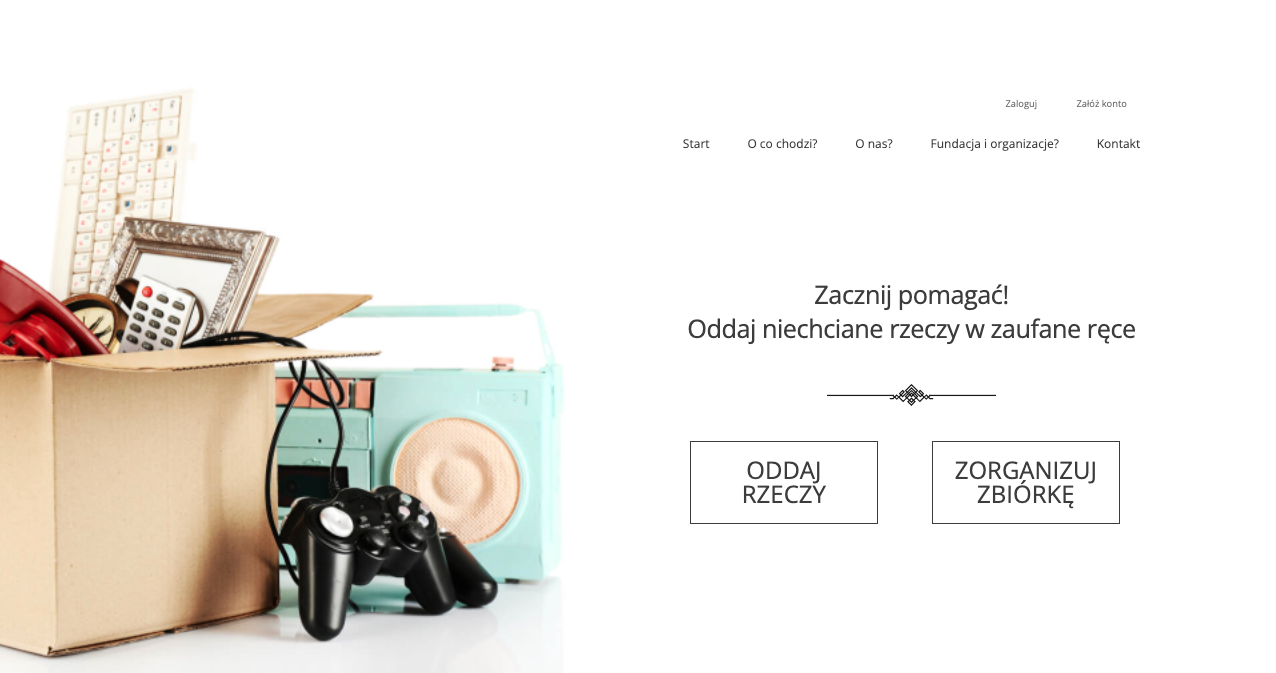 Zaloguj Załóż konto
Start O co chodzi? O nas? Fundacja i organizacje? Kontakt
Zacznij pomagać!
Oddaj niechciane rzeczy w zaufane ręce
ODDAJ
RZECZY
ZORGANIZUJ
ZBIÓRKĘ